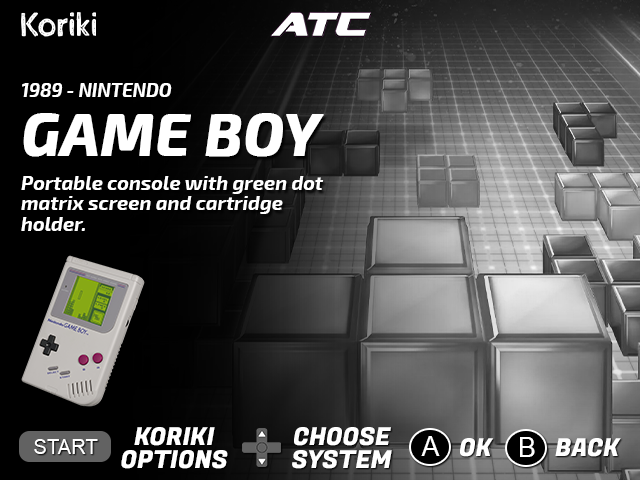 Koriki
ATC
1989 - NINTENDO
GAME BOY
Portable console with green dot
matrix screen and cartridge
holder.
Nintendo GAME BOY
START
KORIKI
OPTIONS
CHOOSE
SYSTEM
A
OK
B
BACK